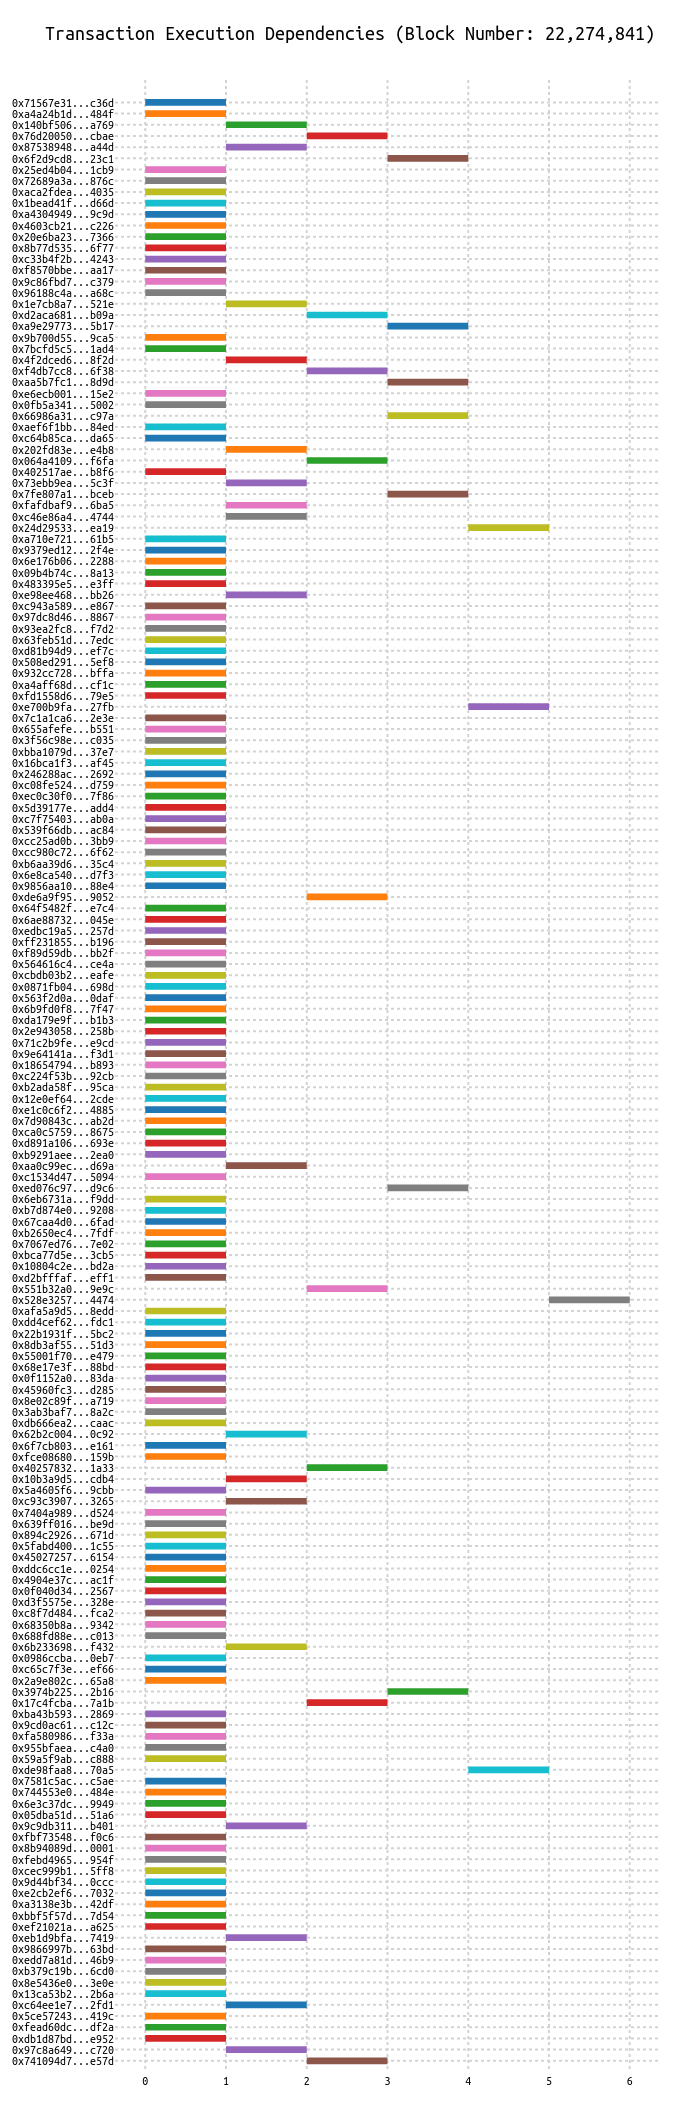 Transaction Execution Dependencies (Block Number: 22,274,841)
0x71567e31...c36d
0xa4a24b1d...484f
0x140bf506...a769
0x76d20050...cbae
0x87538948...a44d
0x6f2d9cd8...23c1
0x25ed4b04...1cb9
0x72689a3a...876c
0xaca2fdea...4035
0x1bead41f...d66d
0xa4304949...9c9d
0x4603cb21...c226
0x20e6ba23...7366
0x8b77d535...6f77
0xc33b4f2b...4243
0xf8570bbe...aa17
0x9c86fbd7...c379
0x96188c4a...a68c
0x1e7cb8a7...521e
0xd2aca681...b09a
0xa9e29773...5b17
0x9b700d55...9ca5
0x7bcfd5c5...1ad4
0x4f2dced6...8f2d
0xf4db7cc8...6f38
0xaa5b7fc1...8d9d
0xe6ecb001...15e2
0x0fb5a341...5002
0x66986a31...c97a
0xaef6f1bb...84ed
0xc64b85ca...da65
0x202fd83e...e4b8
0x064a4109...f6fa
0x402517ae...b8f6
0x73ebb9ea...5c3f
0x7fe807a1...bceb
0xfafdbaf9...6ba5
0xc46e86a4...4744
0x24d29533...ea19
0xa710e721...61b5
0x9379ed12...2f4e
0x6e176b06...2288
0x09b4b74c...8a13
0x483395e5...e3ff
0xe98ee468...bb26
0xc943a589...e867
0x97dc8d46...8867
0x93ea2fc8...f7d2
0x63feb51d...7edc
0xd81b94d9...ef7c
0x508ed291...5ef8
0x932cc728...bffa
0xa4aff68d...cf1c
0xfd1558d6...79e5
0xe700b9fa...27fb
0x7c1a1ca6...2e3e
0x655afefe...b551
0x3f56c98e...c035
0xbba1079d...37e7
0x16bca1f3...af45
0x246288ac...2692
0xc08fe524...d759
0xec0c30f0...7f86
0x5d39177e...add4
0xc7f75403...ab0a
0x539f66db...ac84
0xcc25ad0b...3bb9
0xcc980c72...6f62
0xb6aa39d6...35c4
0x6e8ca540...d7f3
0x9856aa10...88e4
0xde6a9f95...9052
0x64f5482f...e7c4
0x6ae88732...045e
0xedbc19a5...257d
0xff231855...b196
0xf89d59db...bb2f
0x564616c4...ce4a
0xcbdb03b2...eafe
0x0871fb04...698d
0x563f2d0a...0daf
0x6b9fd0f8...7f47
0xda179e9f...b1b3
0x2e943058...258b
0x71c2b9fe...e9cd
0x9e64141a...f3d1
0x18654794...b893
0xc224f53b...92cb
0xb2ada58f...95ca
0x12e0ef64...2cde
0xe1c0c6f2...4885
0x7d90843c...ab2d
0xca0c5759...8675
0xd891a106...693e
0xb9291aee...2ea0
0xaa0c99ec...d69a
0xc1534d47...5094
0xed076c97...d9c6
0x6eb6731a...f9dd
0xb7d874e0...9208
0x67caa4d0...6fad
0xb2650ec4...7fdf
0x7067ed76...7e02
0xbca77d5e...3cb5
0x10804c2e...bd2a
0xd2bfffaf...eff1
0x551b32a0...9e9c
0x528e3257...4474
0xafa5a9d5...8edd
0xdd4cef62...fdc1
0x22b1931f...5bc2
0x8db3af55...51d3
0x55001f70...e479
0x68e17e3f...88bd
0x0f1152a0...83da
0x45960fc3...d285
0x8e02c89f...a719
0x3ab3baf7...8a2c
0xdb666ea2...caac
0x62b2c004...0c92
0x6f7cb803...e161
0xfce08680...159b
0x40257832...1a33
0x10b3a9d5...cdb4
0x5a4605f6...9cbb
0xc93c3907...3265
0x7404a989...d524
0x639ff016...be9d
0x894c2926...671d
0x5fabd400...1c55
0x45027257...6154
0xddc6cc1e...0254
0x4904e37c...ac1f
0x0f040d34...2567
0xd3f5575e...328e
0xc8f7d484...fca2
0x68350b8a...9342
0x688fd88e...c013
0x6b233698...f432
0x0986ccba...0eb7
0xc65c7f3e...ef66
0x2a9e802c...65a8
0x3974b225...2b16
0x17c4fcba...7a1b
0xba43b593...2869
0x9cd0ac61...c12c
0xfa580986...f33a
0x955bfaea...c4a0
0x59a5f9ab...c888
0xde98faa8...70a5
0x7581c5ac...c5ae
0x744553e0...484e
0x6e3c37dc...9949
0x05dba51d...51a6
0x9c9db311...b401
0xfbf73548...f0c6
0x8b94089d...0001
0xfebd4965...954f
0xcec999b1...5ff8
0x9d44bf34...0ccc
0xe2cb2ef6...7032
0xa3138e3b...42df
0xbbf5f57d...7d54
0xef21021a...a625
0xeb1d9bfa...7419
0x9866997b...63bd
0xedd7a81d...46b9
0xb379c19b...6cd0
0x8e5436e0...3e0e
0x13ca53b2...2b6a
0xc64ee1e7...2fd1
0x5ce57243...419c
0xfead60dc...df2a
0xdb1d87bd...e952
0x97c8a649...c720
0x741094d7...e57d
0 1 2 3 4 5 6